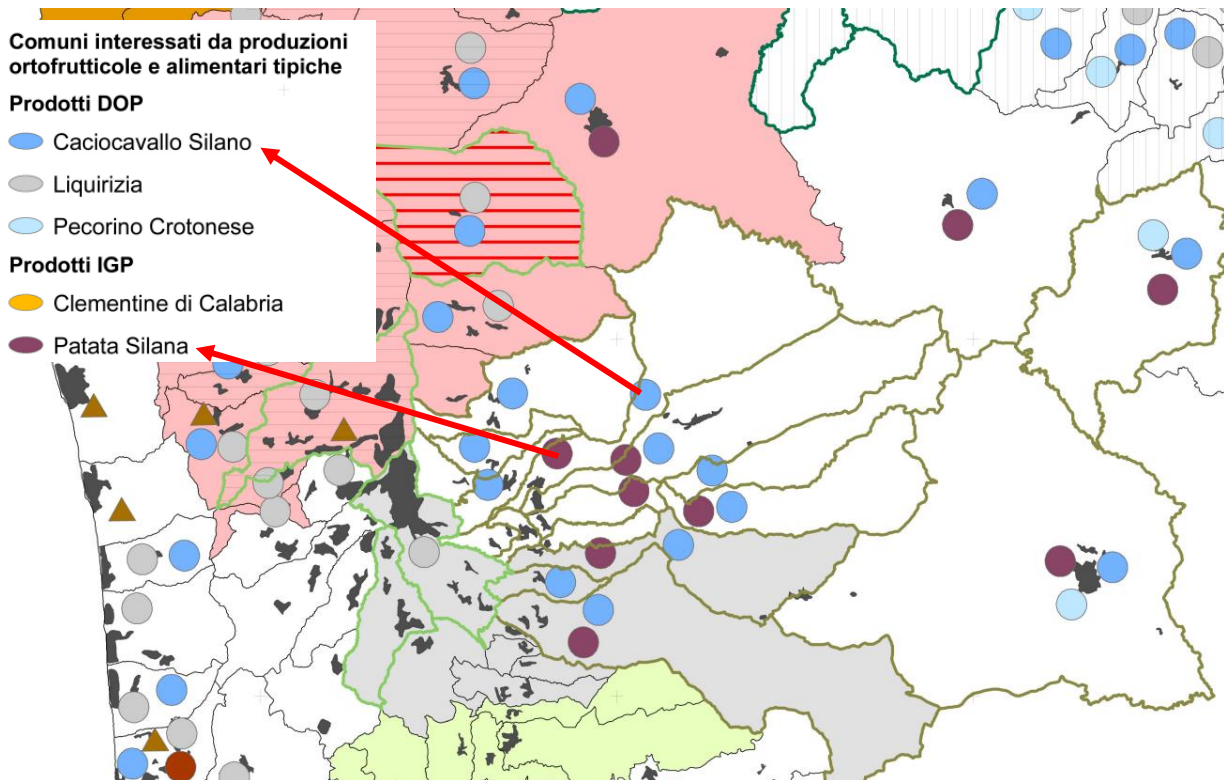 Comuni interessati da produzioni
ortofrutticole e alimentari tipiche
Prodotti DOP
Caciocavallo Silano
Liquirizia
Pecorino Crotonese
Prodotti IGP
Clementine di Calabria
Patata Silana